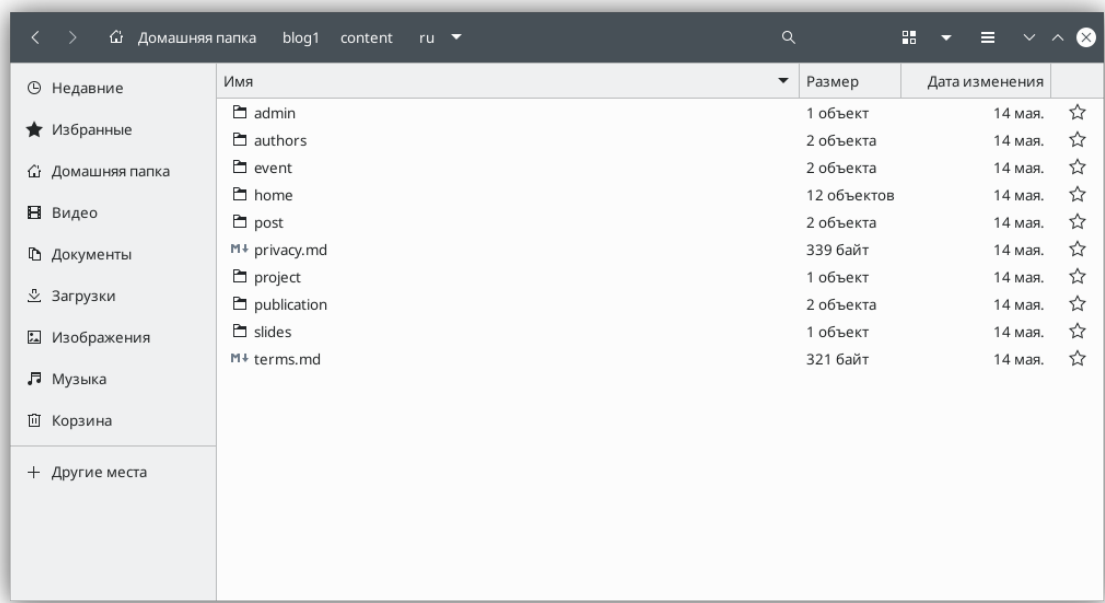 Домашняя папка blog1 content ru
Имя Размер Дата изменения
Недавние
Избранные
Домашняя папка
Видео
Документы
Загрузки
Изображения
Музыка
Корзина
Другие места
admin 1 объект 14 мая.
authors 2 объекта 14 мая.
event 2 объекта 14 мая.
home 12 объектов 14 мая.
post 2 объекта 14 мая.
M privacy.md 339 байт 14 мая.
project 1 объект 14 мая.
publication 2 объекта 14 мая.
slides 1 объект 14 мая.
M terms.md 321 байт 14 мая.